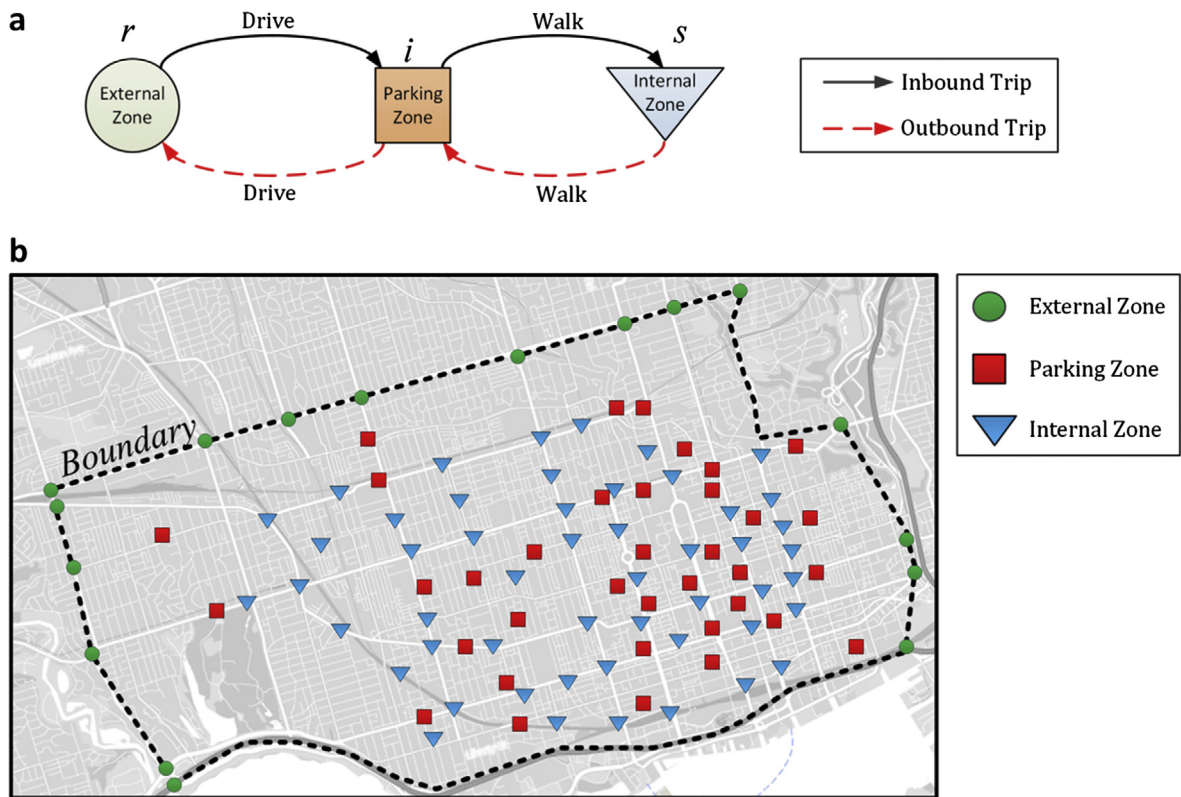 a
r
Drive
i
Walk
s
External
Zone
Parking
Zone
Internal
Zone
Drive
Walk
Inbound Trip
Outbound Trip
b
Boundary
External Zone
Parking Zone
Internal Zone